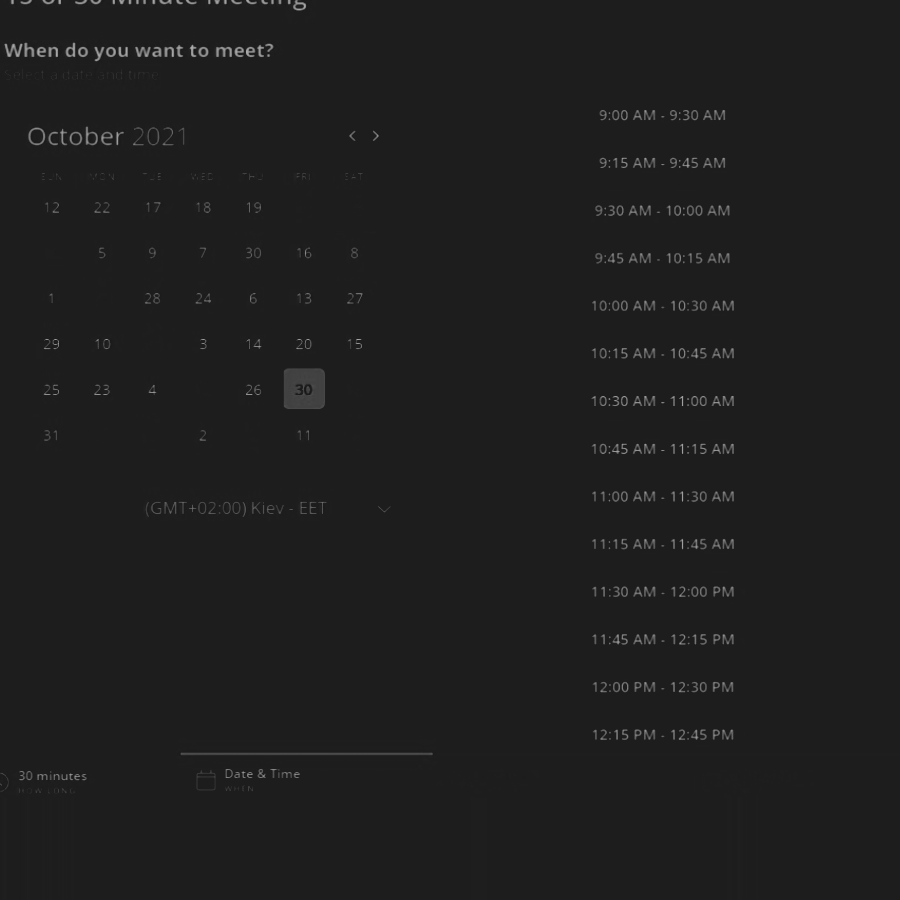 15 or 30 Minute Meeting
When do you want to meet?
Select a date and time
October 2021
SUN MON TUE WED THU FRI SAT
12 22 17 18 19
5 9 7 30 16 8
1 28 24 6 13 27
29 10 3 14 20 15
25 23 4 26 30
31 2 11
(GMT+02:00) Kiev - EET
9:00 AM - 9:30 AM
9:15 AM - 9:45 AM
9:30 AM - 10:00 AM
9:45 AM - 10:15 AM
10:00 AM - 10:30 AM
10:15 AM - 10:45 AM
10:30 AM - 11:00 AM
10:45 AM - 11:15 AM
11:00 AM - 11:30 AM
11:15 AM - 11:45 AM
11:30 AM - 12:00 PM
11:45 AM - 12:15 PM
12:00 PM - 12:30 PM
12:15 PM - 12:45 PM
30 minutes
HOW LONG
Date & Time
WHEN